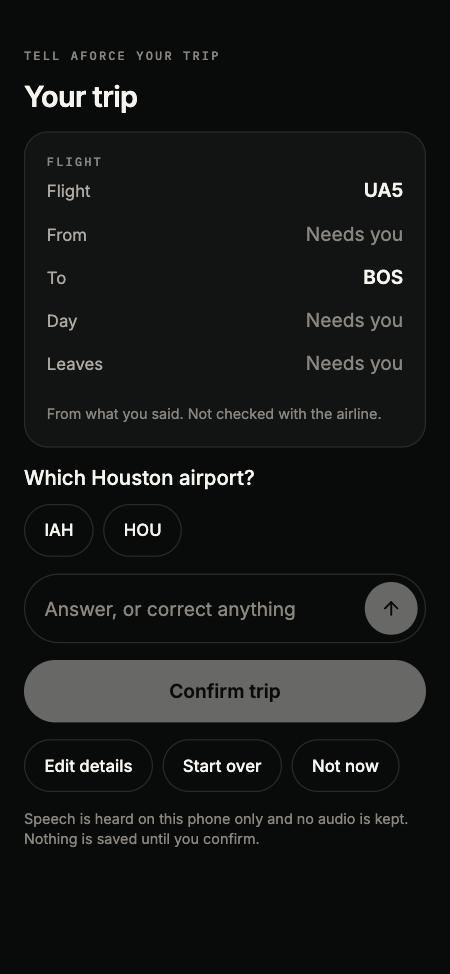 TELL AFORCE YOUR TRIP
Your trip
FLIGHT
Flight UA5
From Needs you
To BOS
Day Needs you
Leaves Needs you
From what you said. Not checked with the airline.
Which Houston airport?
IAH HOU
Answer, or correct anything
Confirm trip
Edit details Start over Not now
Speech is heard on this phone only and no audio is kept.
Nothing is saved until you confirm.